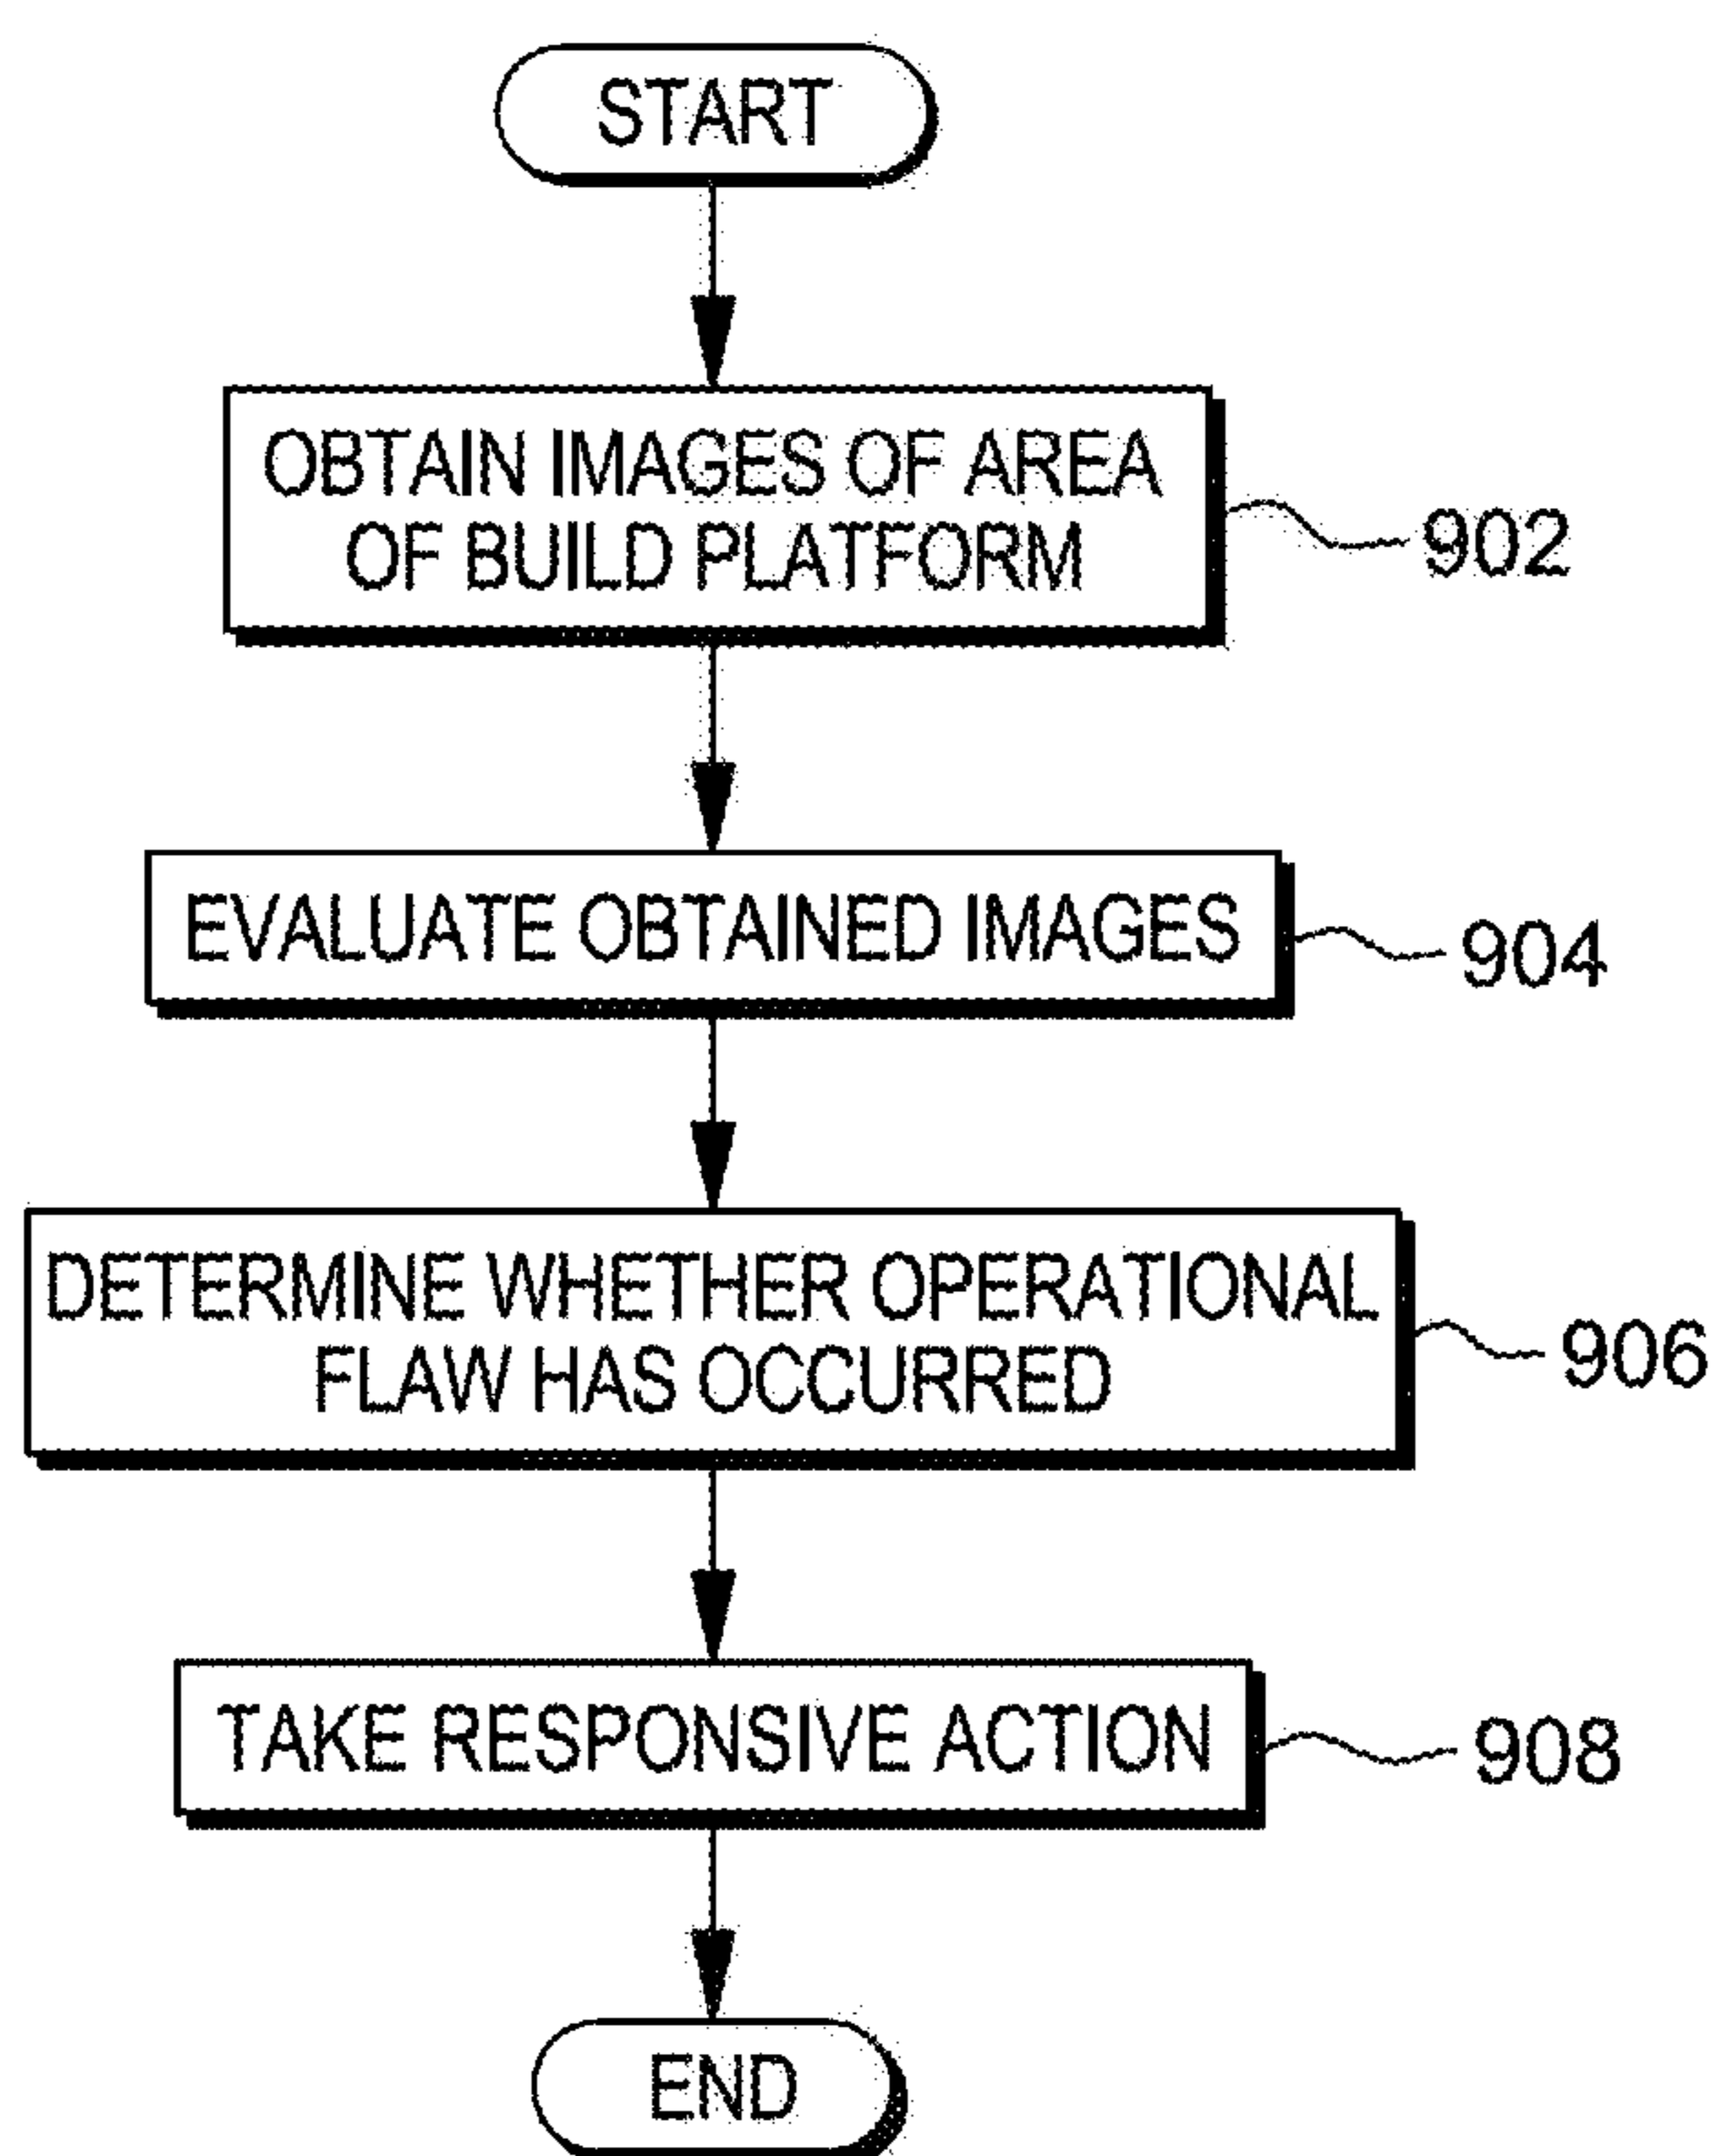 START
OBTAIN IMAGES OF AREA
OF BUILD PLATFORM
902
EVALUATE OBTAINED IMAGES
904
DETERMINE WHETHER OPERATIONAL
FLAW HAS OCCURRED
906
TAKE RESPONSIVE ACTION
908
END